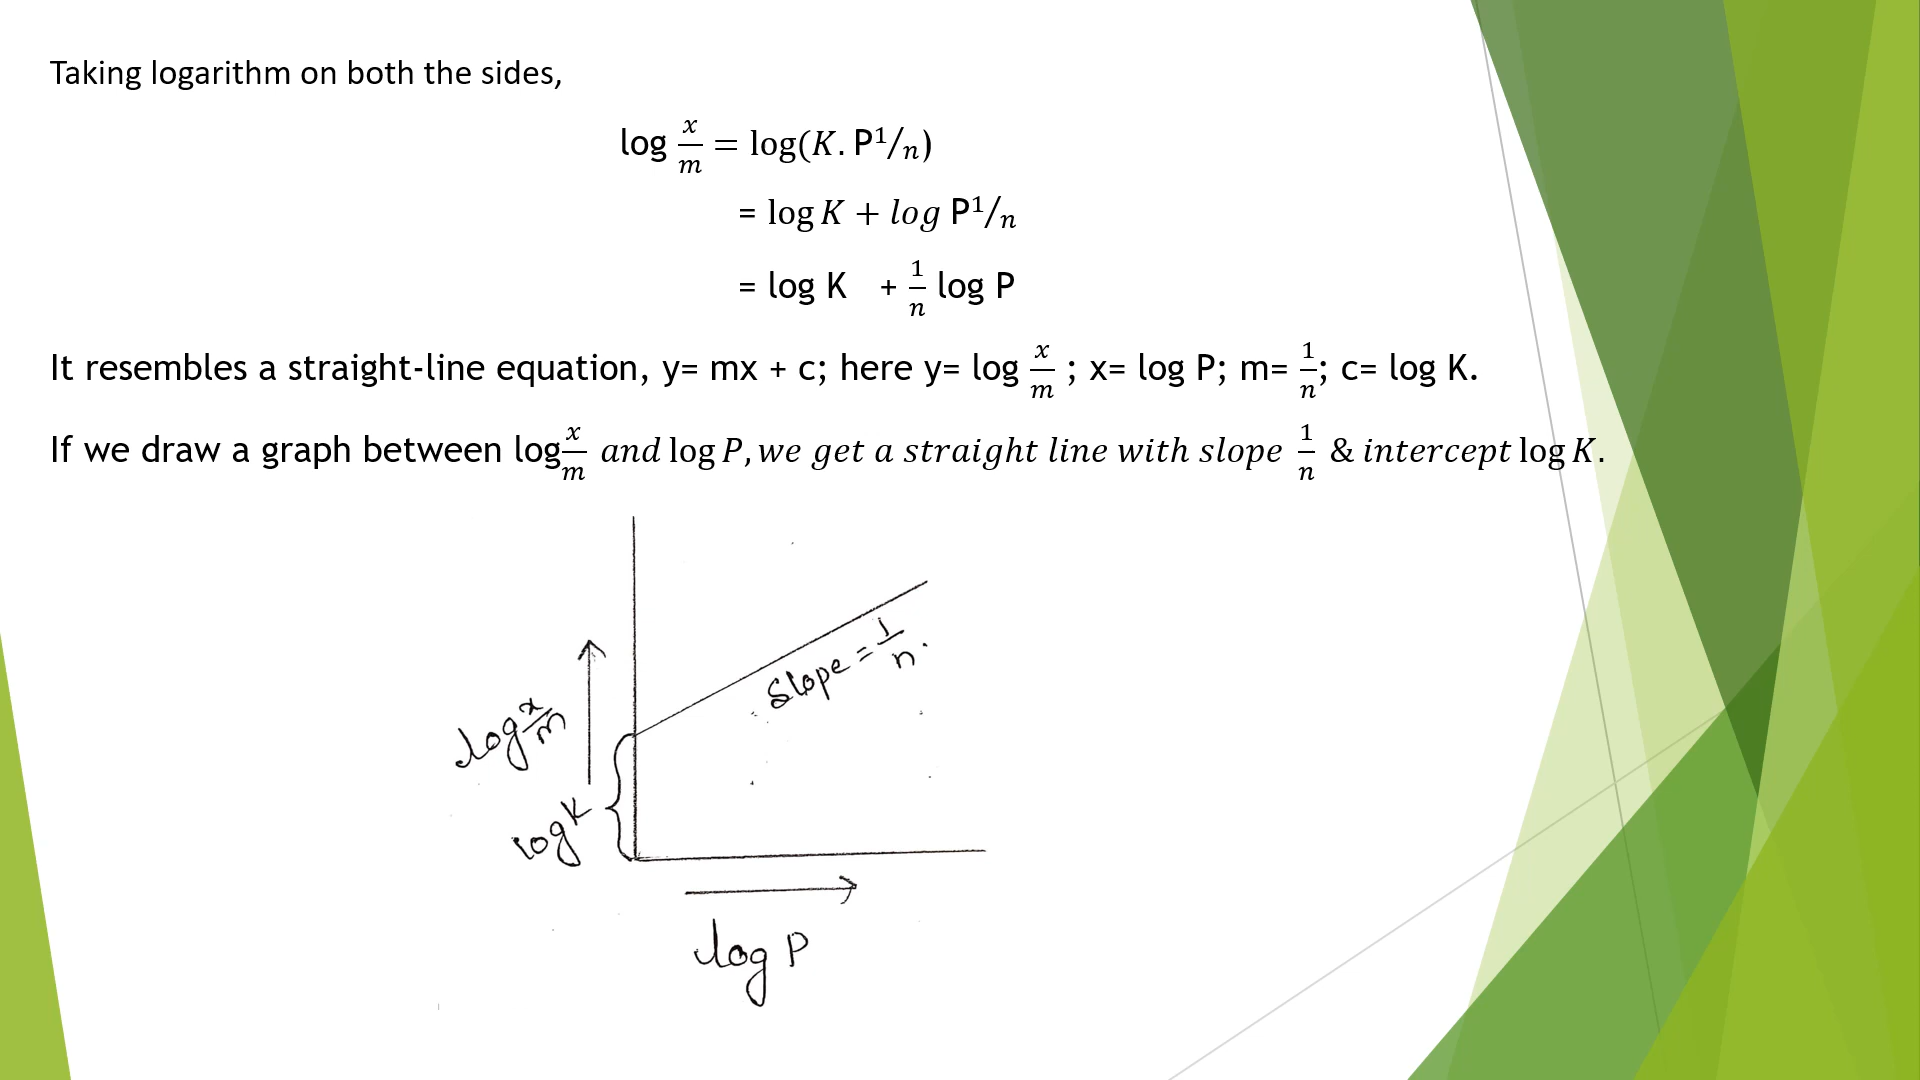 Taking logarithm on both the sides,
log x/m = log(K. P1/n)
= log K + log P1/n
= log K + 1/n log P
It resembles a straight-line equation, y= mx + c; here y= log x/m ; x= log P; m= 1/n; c= log K.
If we draw a graph between log x/m and log P, we get a straight line with slope 1/n & intercept log K.
Slope = 1/n.
log x/m
log K
log P